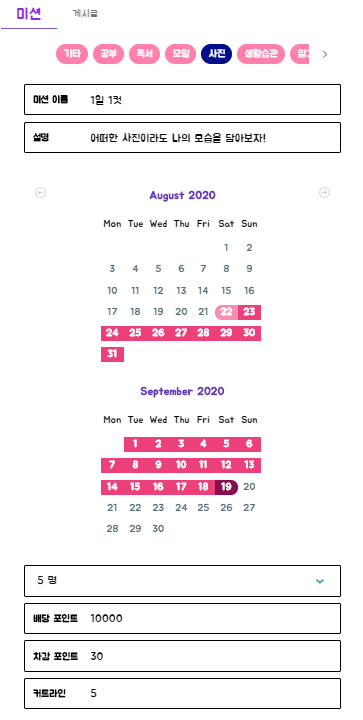 미션 게시글
기타 공부 독서 모임 사진 생활습관
미션 이름 1일 1컷
설명 어떠한 사진이라도 나의 모습을 담아보자!
August 2020
Mon Tue Wed Thu Fri Sat Sun
1 2
3 4 5 6 7 8 9
10 11 12 13 14 15 16
17 18 19 20 21 22 23
24 25 26 27 28 29 30
31
September 2020
Mon Tue Wed Thu Fri Sat Sun
1 2 3 4 5 6
7 8 9 10 11 12 13
14 15 16 17 18 19 20
21 22 23 24 25 26 27
28 29 30
5 명
배당 포인트 10000
차감 포인트 30
커트라인 5